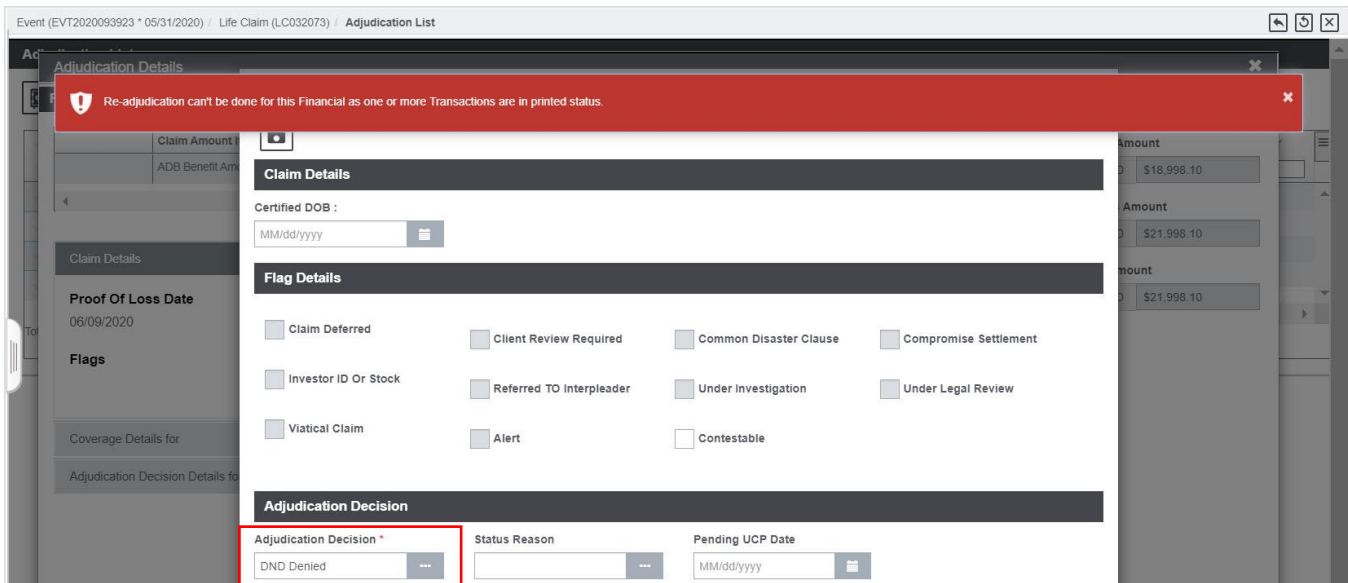 Event (EVT2020093923 * 05/31/2020) / Life Claim (LC032073) / Adjudication List
Adjudication Details
Re-adjudication can't be done for this Financial as one or more Transactions are in printed status.
Claim Amount
Amount
ADB Benefit
$18,998.10
Claim Details
Certified DOB :
Amount
MM/dd/yyyy
$21,998.10
Claim Details
Flag Details
Proof Of Loss Date
$21,998.10
06/09/2020
Claim Deferred
Client Review Required
Common Disaster Clause
Compromise Settlement
Flags
Investor ID Or Stock
Referred TO Interpleader
Under Investigation
Under Legal Review
Viatical Claim
Alert
Contestable
Coverage Details for
Adjudication Decision Details fo
Adjudication Decision
Adjudication Decision *
Status Reason
Pending UCP Date
DND Denied
MM/dd/yyyy